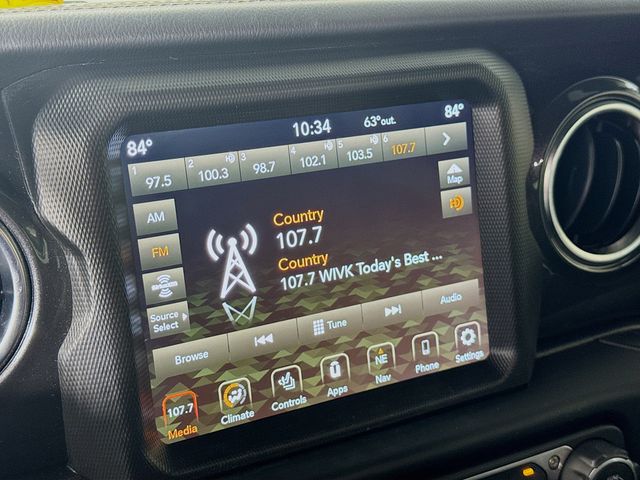 84° 10:34 63°out. 84°
1 97.5 2 100.3 3 98.7 4 102.1 5 103.5 6 107.7
AM
Map
FM
Country
107.7
Country
107.7 WIVK Today's Best ...
Source
Select
Browse Tune Audio
107.7 NE
Media Climate Controls Apps Nav Phone Settings